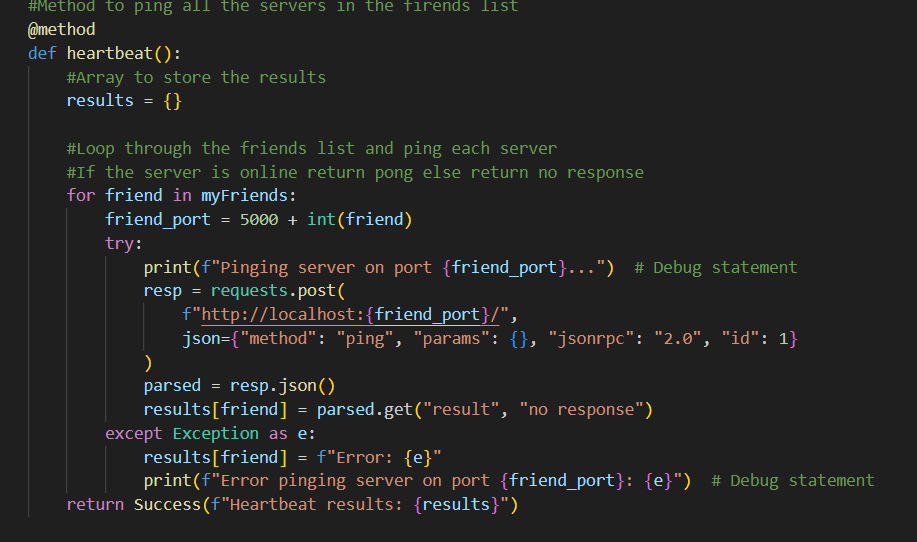 #Method to ping all the servers in the firends list
@method
def heartbeat():
    #Array to store the results
    results = {}

    #Loop through the friends list and ping each server
    #If the server is online return pong else return no response
    for friend in myFriends:
        friend_port = 5000 + int(friend)
        try:
            print(f"Pinging server on port {friend_port}...")  # Debug statement
            resp = requests.post(
                f"http://localhost:{friend_port}/",
                json={"method": "ping", "params": {}, "jsonrpc": "2.0", "id": 1}
            )
            parsed = resp.json()
            results[friend] = parsed.get("result", "no response")
        except Exception as e:
            results[friend] = f"Error: {e}"
            print(f"Error pinging server on port {friend_port}: {e}")  # Debug statement
    return Success(f"Heartbeat results: {results}")